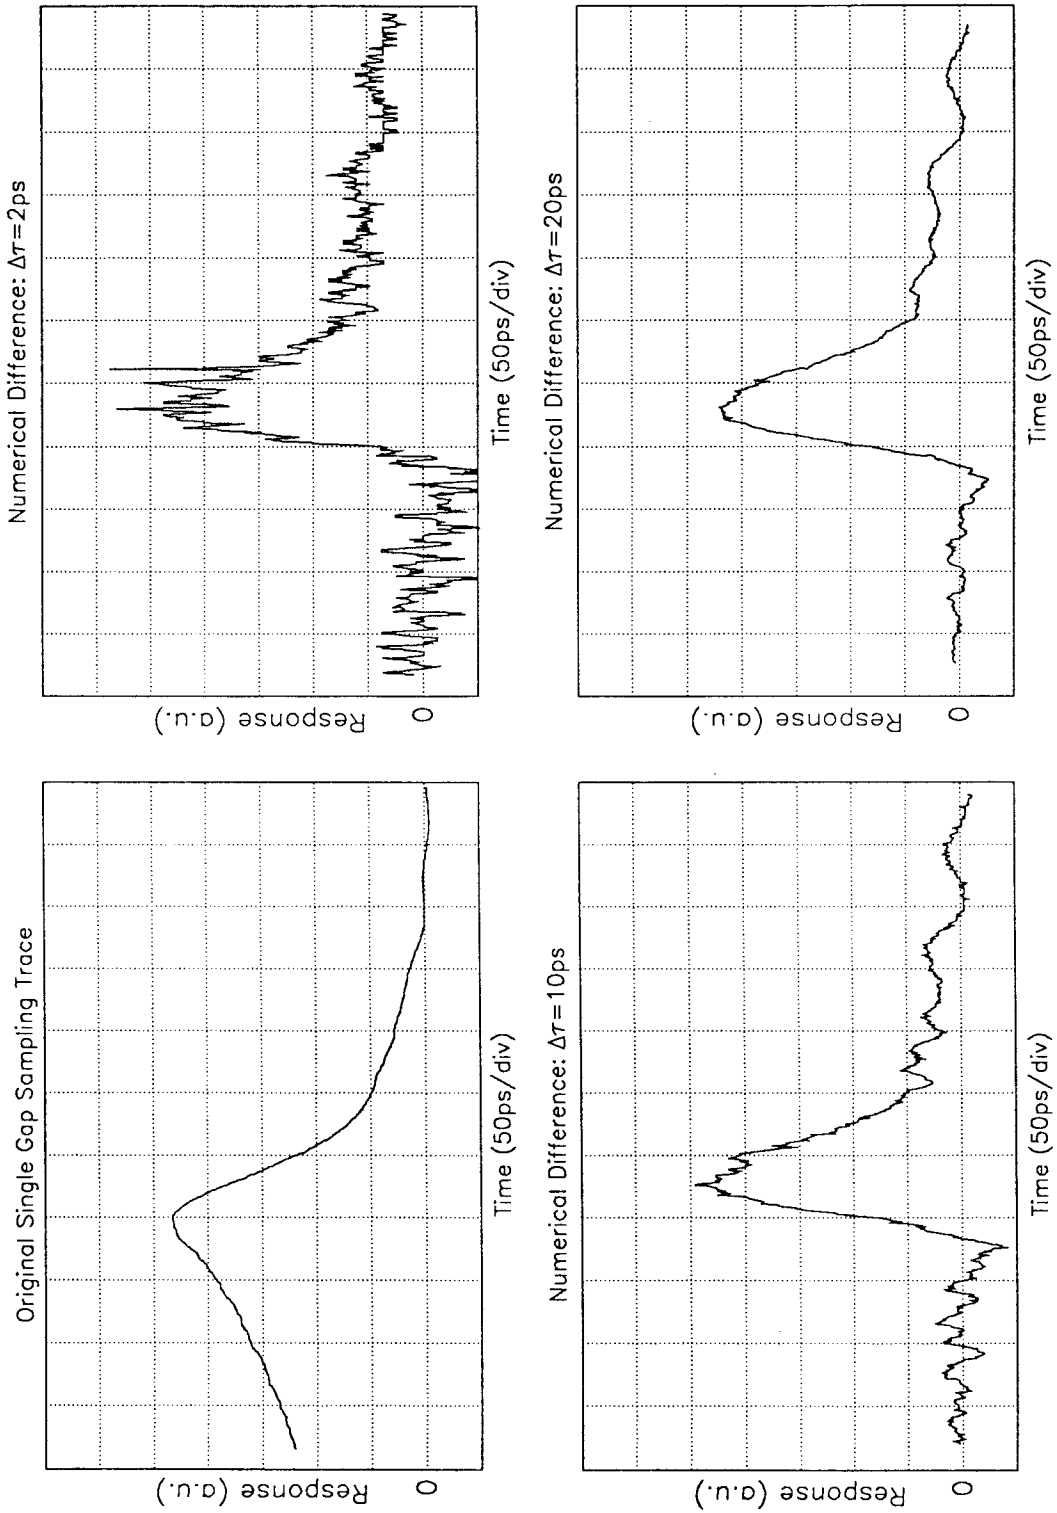 Original Single Gap Sampling Trace
Response (a.u.)
0
Time (50ps/div)
Numerical Difference: Δτ=2ps
Response (a.u.)
0
Time (50ps/div)
Numerical Difference: Δτ=10ps
Response (a.u.)
0
Time (50ps/div)
Numerical Difference: Δτ=20ps
Response (a.u.)
0
Time (50ps/div)